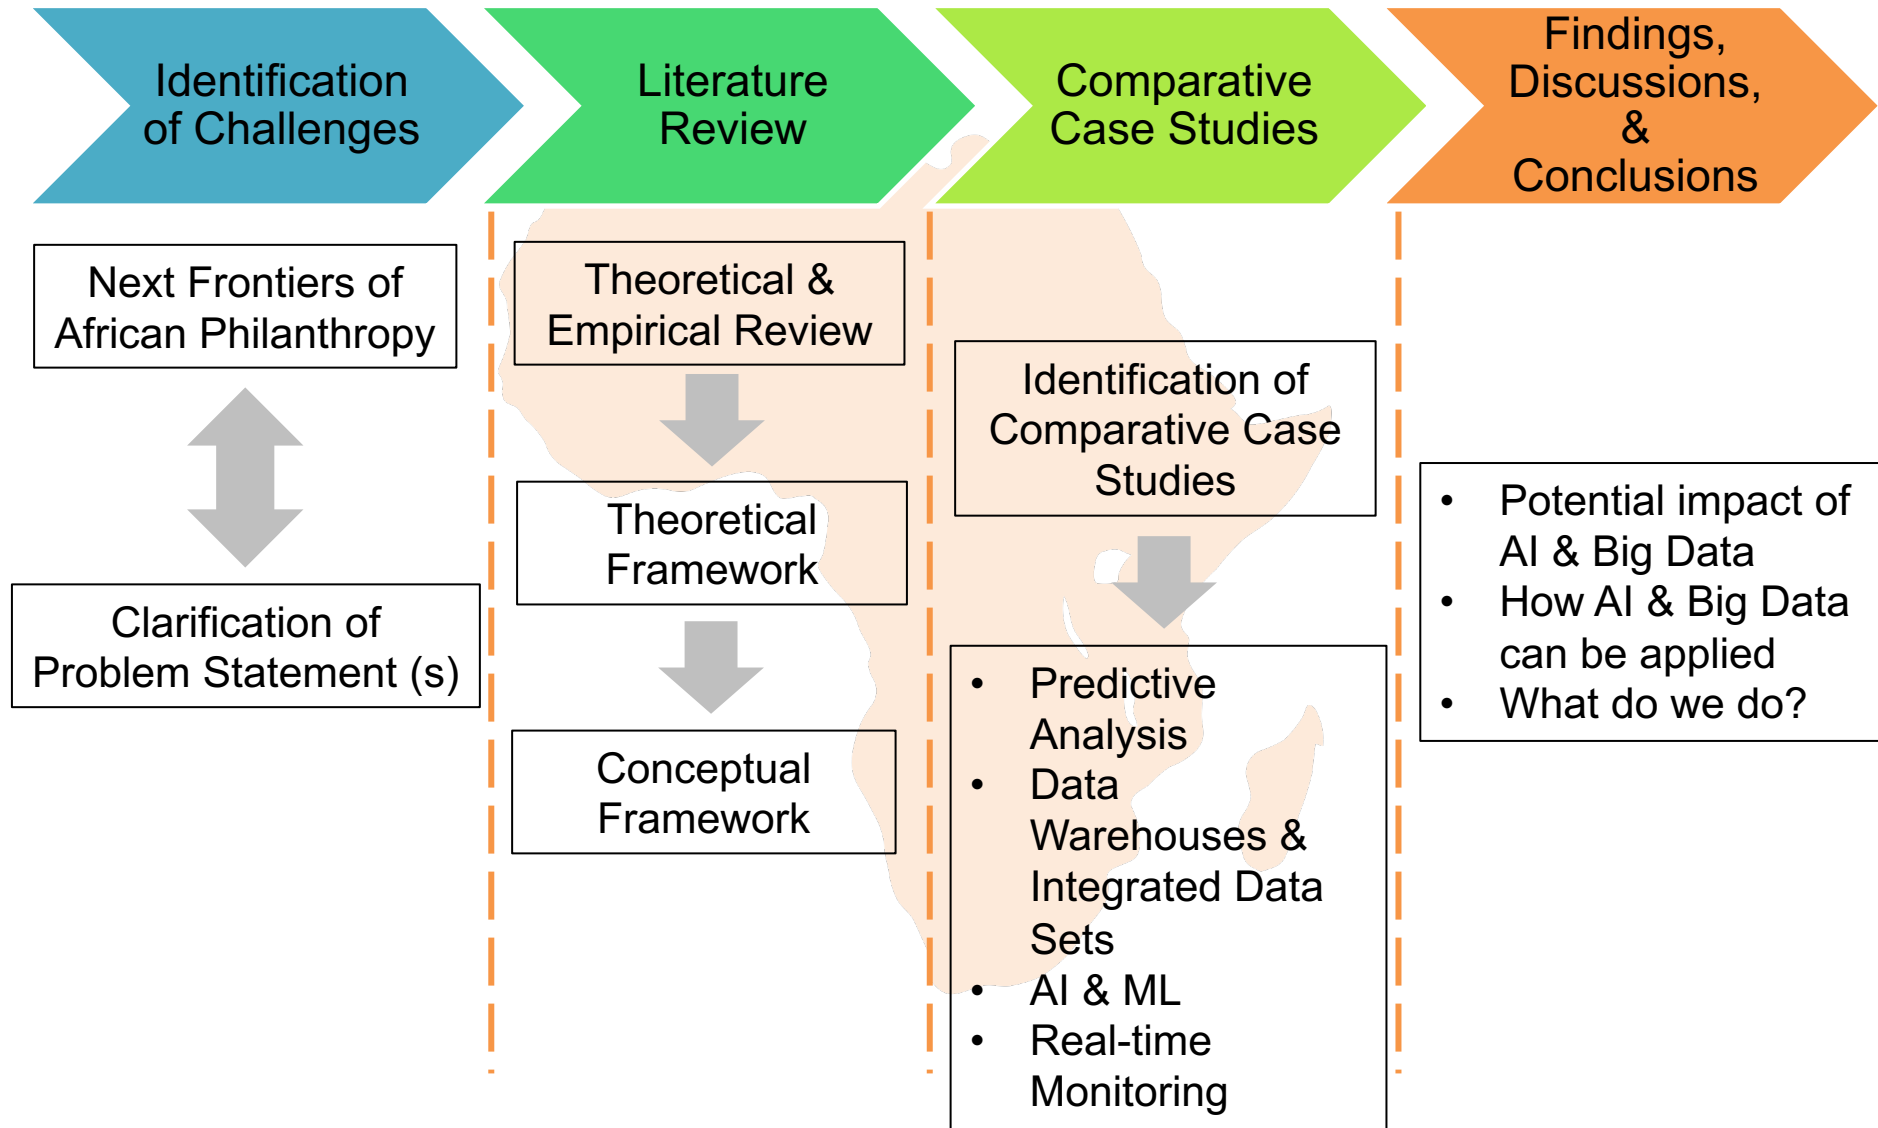 Identification
of Challenges
Literature
Review
Comparative
Case Studies
Findings,
Discussions,
&
Conclusions
Next Frontiers of
African Philanthropy
Clarification of
Problem Statement (s)
Theoretical &
Empirical Review
Theoretical
Framework
Conceptual
Framework
Identification of
Comparative Case
Studies
• Predictive
Analysis
• Data
Warehouses &
Integrated Data
Sets
• AI & ML
• Real-time
Monitoring
• Potential impact of
AI & Big Data
• How AI & Big Data
can be applied
• What do we do?